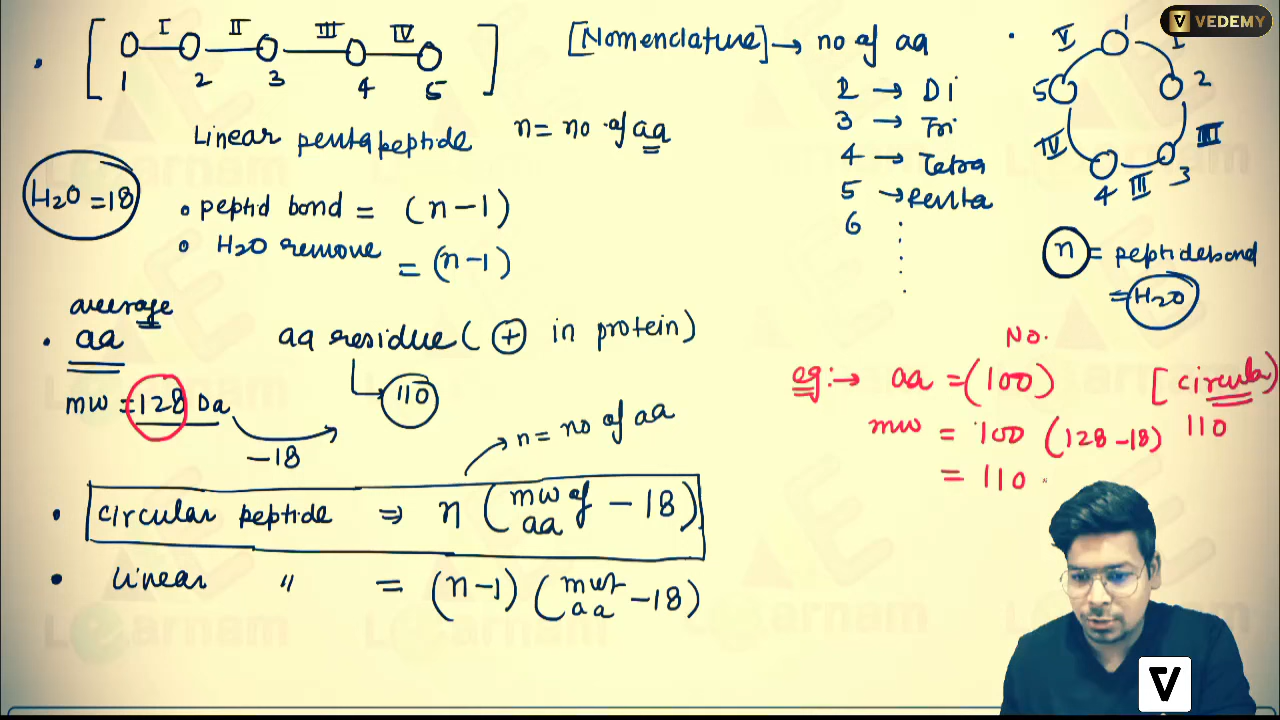 VEDEMY
I II III IV
1 2 3 4 5
Linear pentapeptide n = no of aa
H2O = 18
• peptid bond = (n-1)
• H2O remove = (n-1)
[Nomenclature] → no of aa
2 → Di
3 → Tri
4 → Tetra
5 → Penta
6
1 I 2 III 3 III 4 IV 5 V
n = peptidebond
= H2O
average
• aa
mw = 128 Da
-18
aa residue ( + in protein)
110
n = no of aa
• circular peptide ⇒ n (mw of aa - 18)
• linear " = (n-1) (mwt aa - 18)
No.
eg:→ aa = (100) [circular)
mw = 100 (128-18) 110
= 110
V